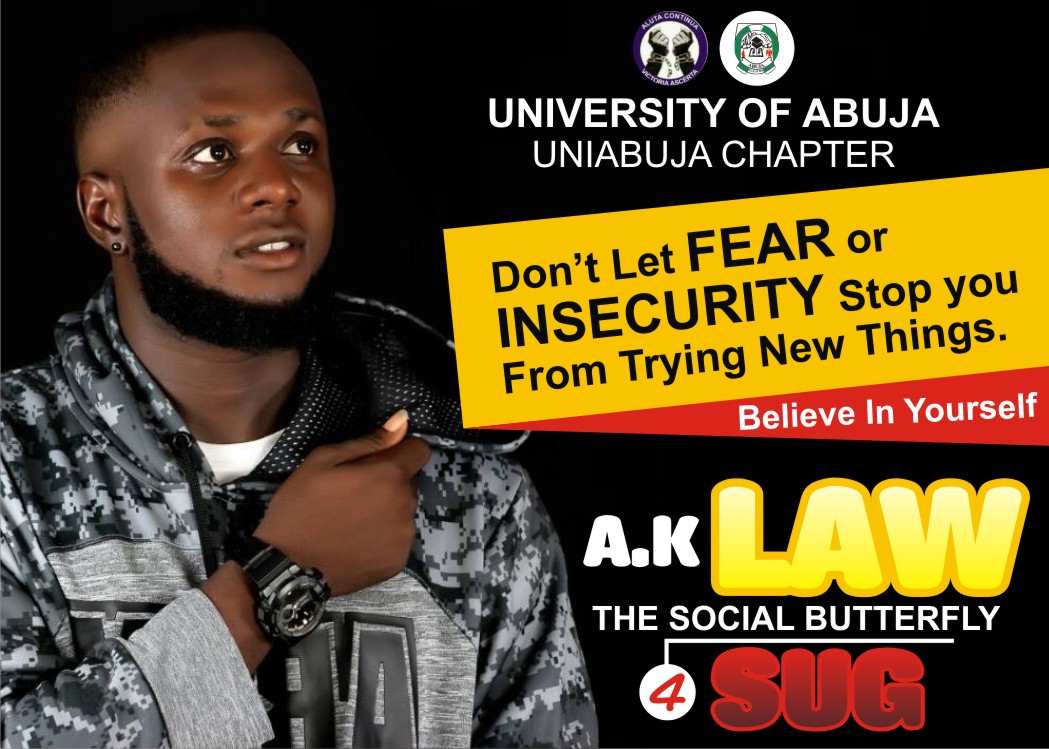 ALUTA CONTINUA
VICTORIA ASCERTA
ABUJA
UNIVERSITY OF ABUJA
UNIABUJA CHAPTER
Don't Let FEAR or
INSECURITY Stop you
From Trying New Things.
Believe In Yourself
A.K LAW
THE SOCIAL BUTTERFLY
4 SUG